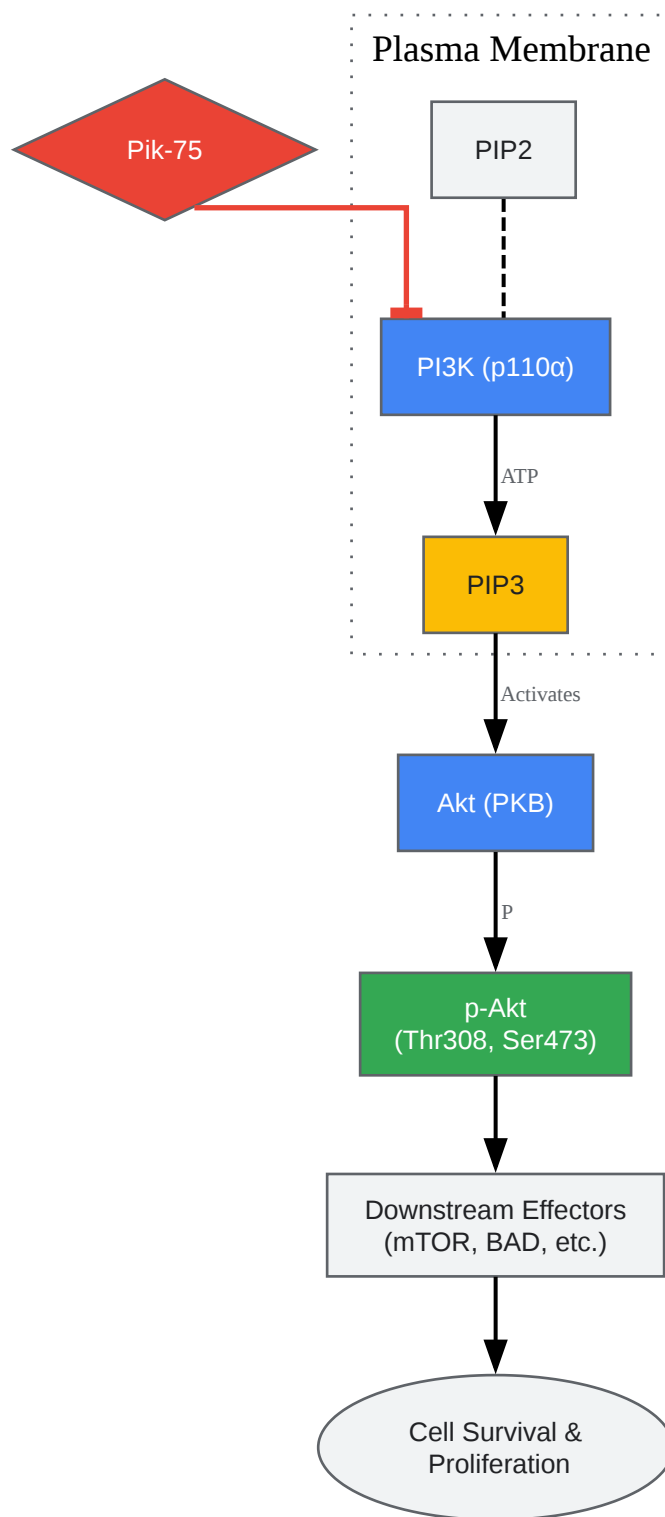 Plasma Membrane
Pik-75
PIP2
PI3K (p110α)
ATP
PIP3
Activates
Akt (PKB)
P
p-Akt
(Thr308, Ser473)
Downstream Effectors
(mTOR, BAD, etc.)
Cell Survival &
Proliferation